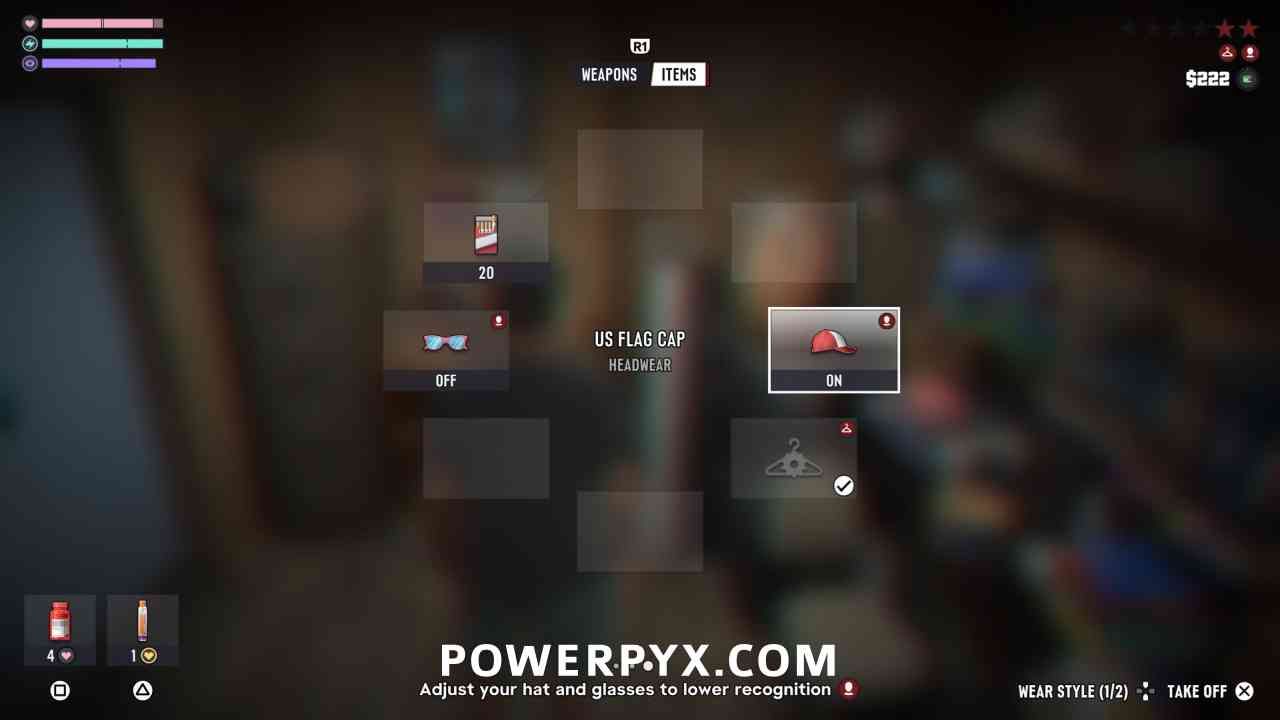 R1
WEAPONS ITEMS
$222
20
OFF
US FLAG CAP
HEADWEAR
ON
4
1
POWERPYX.COM
Adjust your hat and glasses to lower recognition
WEAR STYLE (1/2) TAKE OFF